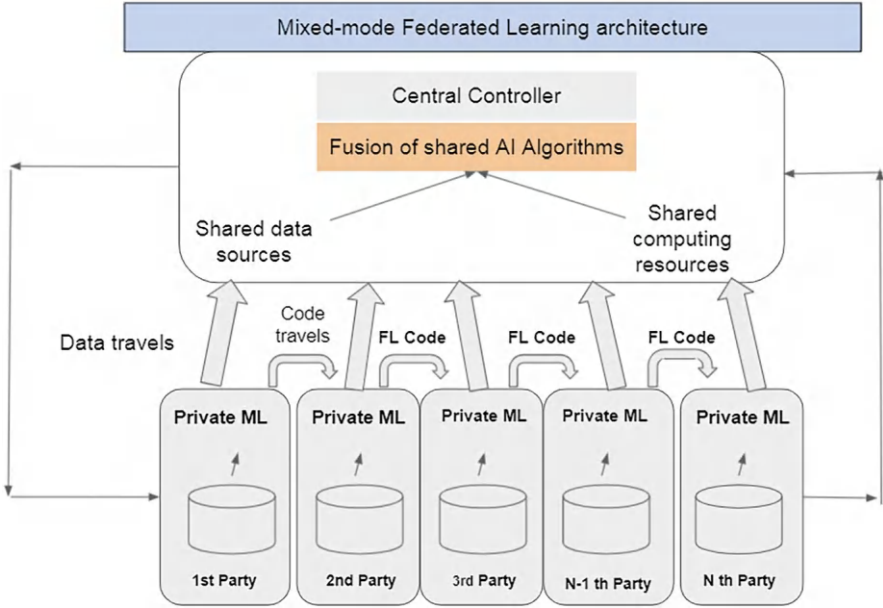 Mixed-mode Federated Learning architecture
Central Controller
Fusion of shared AI Algorithms
Shared data
sources
Shared
computing
resources
Data travels
Code
travels
FL Code
FL Code
FL Code
Private ML
Private ML
Private ML
Private ML
Private ML
1st Party
2nd Party
3rd Party
N-1 th Party
N th Party